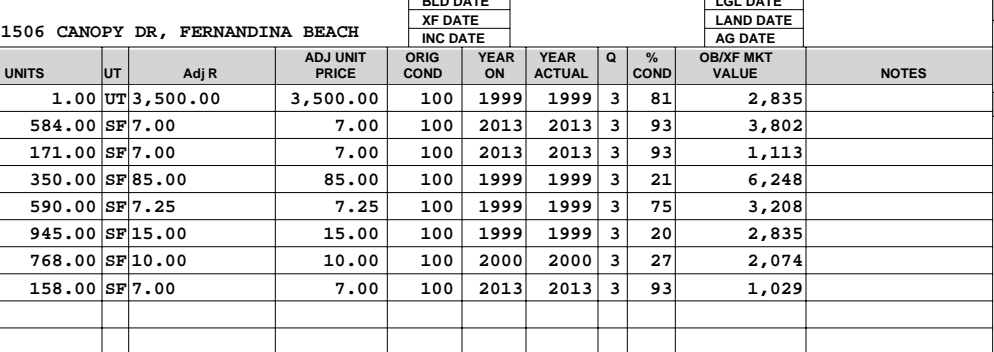 BLD DATE LGL DATE
XF DATE LAND DATE
1506 CANOPY DR, FERNANDINA BEACH INC DATE AG DATE
UNITS UT Adj R ADJ UNIT PRICE ORIG COND YEAR ON YEAR ACTUAL Q % COND OB/XF MKT VALUE NOTES
1.00 UT 3,500.00 3,500.00 100 1999 1999 3 81 2,835
584.00 SF 7.00 7.00 100 2013 2013 3 93 3,802
171.00 SF 7.00 7.00 100 2013 2013 3 93 1,113
350.00 SF 85.00 85.00 100 1999 1999 3 21 6,248
590.00 SF 7.25 7.25 100 1999 1999 3 75 3,208
945.00 SF 15.00 15.00 100 1999 1999 3 20 2,835
768.00 SF 10.00 10.00 100 2000 2000 3 27 2,074
158.00 SF 7.00 7.00 100 2013 2013 3 93 1,029